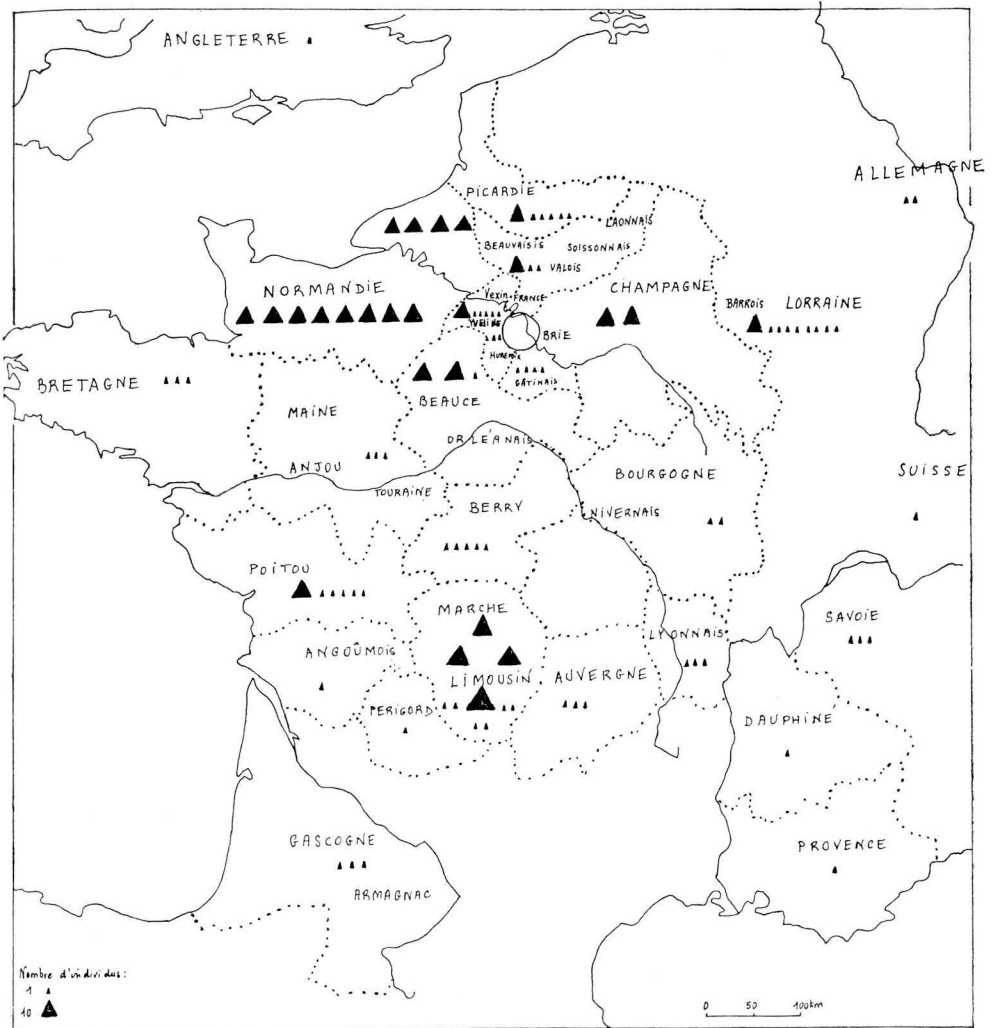 ANGLETERRE
ALLEMAGNE
PICARDIE
LAONNAIS
BEAUVAISIS
SOISSONNAIS
VALOIS
NORMANDIE
Vexin-FRANCE
CHAMPAGNE
BARROIS
LORRAINE
BRIE
HUREPOIX
GÂTINAIS
BRETAGNE
BEAUCE
MAINE
ORLÉANAIS
ANJOU
BOURGOGNE
SUISSE
TOURAINE
BERRY
NIVERNAIS
POITOU
MARCHE
SAVOIE
ANGOÛMOIS
LYONNAIS
LIMOUSIN
AUVERGNE
PERIGORD
DAUPHINE
GASCOGNE
PROVENCE
ARMAGNAC
Nombre d'individus:
1
10
0 50 100km